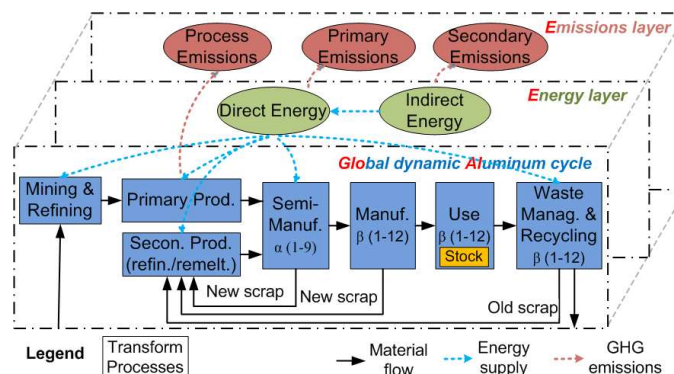 Emissions layer
Process
Emissions
Primary
Emissions
Secondary
Emissions
Energy layer
Direct Energy
Indirect
Energy
Global dynamic Aluminum cycle
Mining &
Refining
Primary Prod.
Secon. Prod.
(refin./remelt.)
Semi-
Manuf.
α (1-9)
Manuf.
β (1-12)
Use
β (1-12)
Stock
Waste
Manag. &
Recycling
β (1-12)
New scrap
New scrap
Old scrap
Legend
Transform
Processes
Material
flow
Energy
supply
GHG
emissions